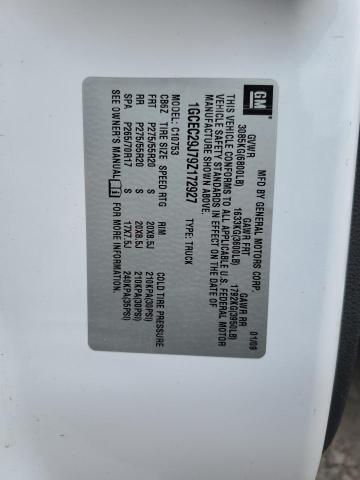 GM
MFD BY GENERAL MOTORS CORP. 01/09
GVWR GAWR FRT GAWR RR
3085KG(6800LB) 1633KG(3600LB) 1792KG(3950LB)
THIS VEHICLE CONFORMS TO ALL APPLICABLE U.S. FEDERAL MOTOR
VEHICLE SAFETY STANDARDS IN EFFECT ON THE DATE OF
MANUFACTURE SHOWN ABOVE.
1GCEC29J79Z172927 TYPE: TRUCK
MODEL: C10753
CB6Z TIRE SIZE SPEED RTG RIM COLD TIRE PRESSURE
FRT P275/55R20 S 20X8.5J 210KPA(30PSI)
RR P275/55R20 S 20X8.5J 210KPA(30PSI)
SPA P265/70R17 S 17X7.5J 240KPA(35PSI)
SEE OWNER'S MANUAL FOR MORE INFORMATION.